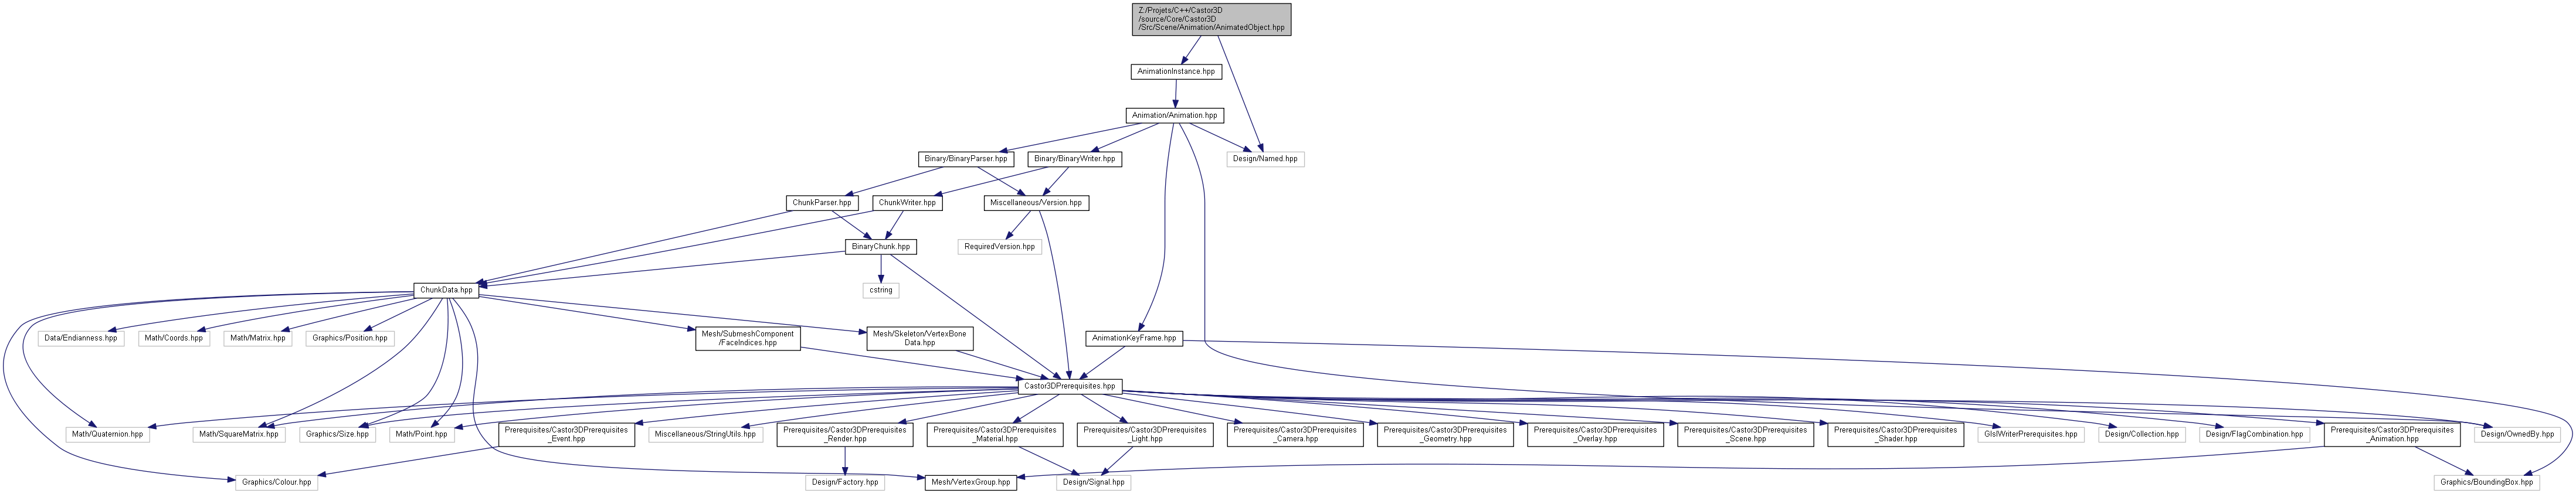 Z:/Projets/C++/Castor3D
/source/Core/Castor3D
/Src/Scene/Animation/AnimatedObject.hpp
AnimationInstance.hpp
Animation/Animation.hpp
Binary/BinaryParser.hpp
Binary/BinaryWriter.hpp
Design/Named.hpp
ChunkParser.hpp
ChunkWriter.hpp
Miscellaneous/Version.hpp
BinaryChunk.hpp
RequiredVersion.hpp
ChunkData.hpp
cstring
Data/Endianness.hpp
Math/Coords.hpp
Math/Matrix.hpp
Graphics/Position.hpp
Mesh/SubmeshComponent
/FaceIndices.hpp
Mesh/Skeleton/VertexBone
Data.hpp
AnimationKeyFrame.hpp
Castor3DPrerequisites.hpp
Math/Quaternion.hpp
Math/SquareMatrix.hpp
Graphics/Size.hpp
Math/Point.hpp
Prerequisites/Castor3DPrerequisites
_Event.hpp
Miscellaneous/StringUtils.hpp
Prerequisites/Castor3DPrerequisites
_Render.hpp
Prerequisites/Castor3DPrerequisites
_Material.hpp
Prerequisites/Castor3DPrerequisites
_Light.hpp
Prerequisites/Castor3DPrerequisites
_Camera.hpp
Prerequisites/Castor3DPrerequisites
_Geometry.hpp
Prerequisites/Castor3DPrerequisites
_Overlay.hpp
Prerequisites/Castor3DPrerequisites
_Scene.hpp
Prerequisites/Castor3DPrerequisites
_Shader.hpp
GlslWriterPrerequisites.hpp
Design/Collection.hpp
Design/FlagCombination.hpp
Prerequisites/Castor3DPrerequisites
_Animation.hpp
Design/OwnedBy.hpp
Graphics/Colour.hpp
Design/Factory.hpp
Mesh/VertexGroup.hpp
Design/Signal.hpp
Graphics/BoundingBox.hpp